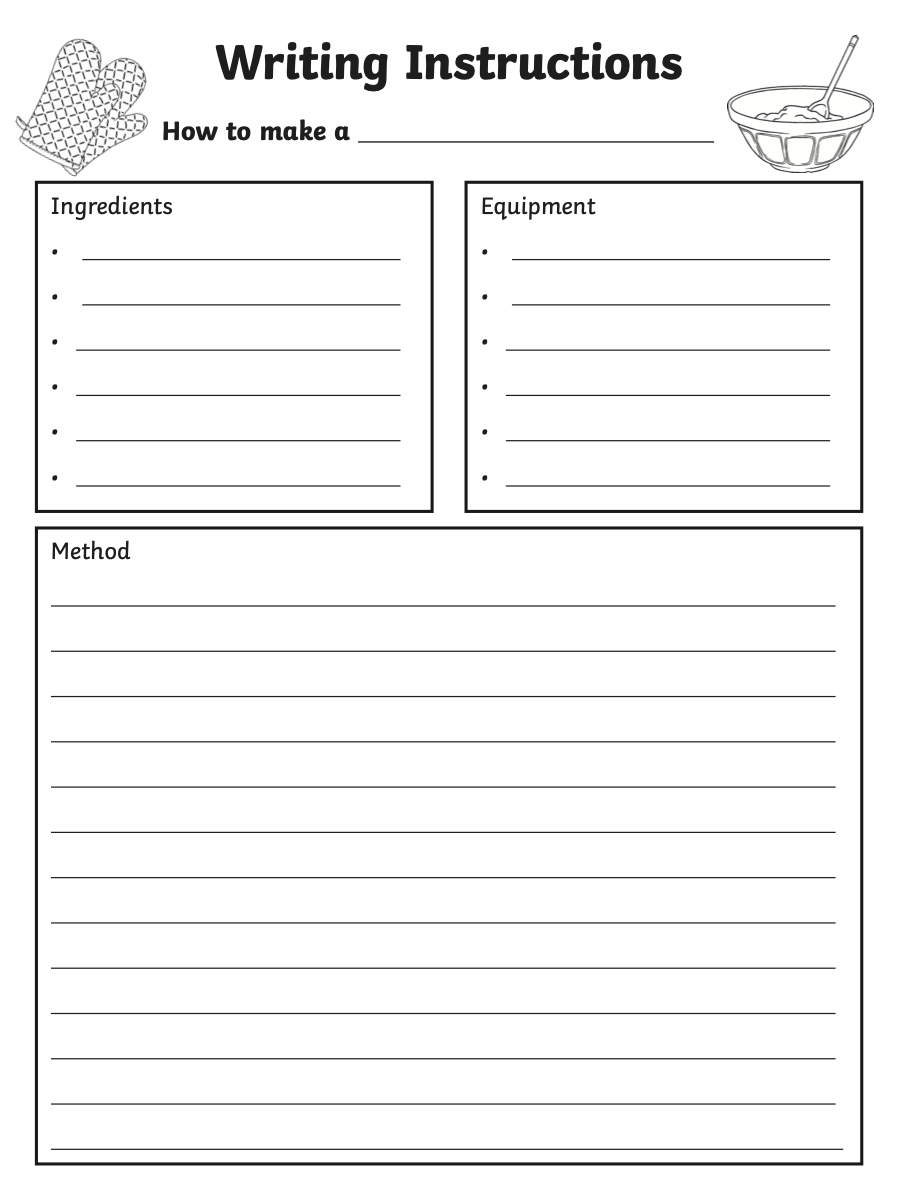 Writing Instructions
How to make a
Ingredients
•
•
•
•
•
•
Equipment
•
•
•
•
•
•
Method